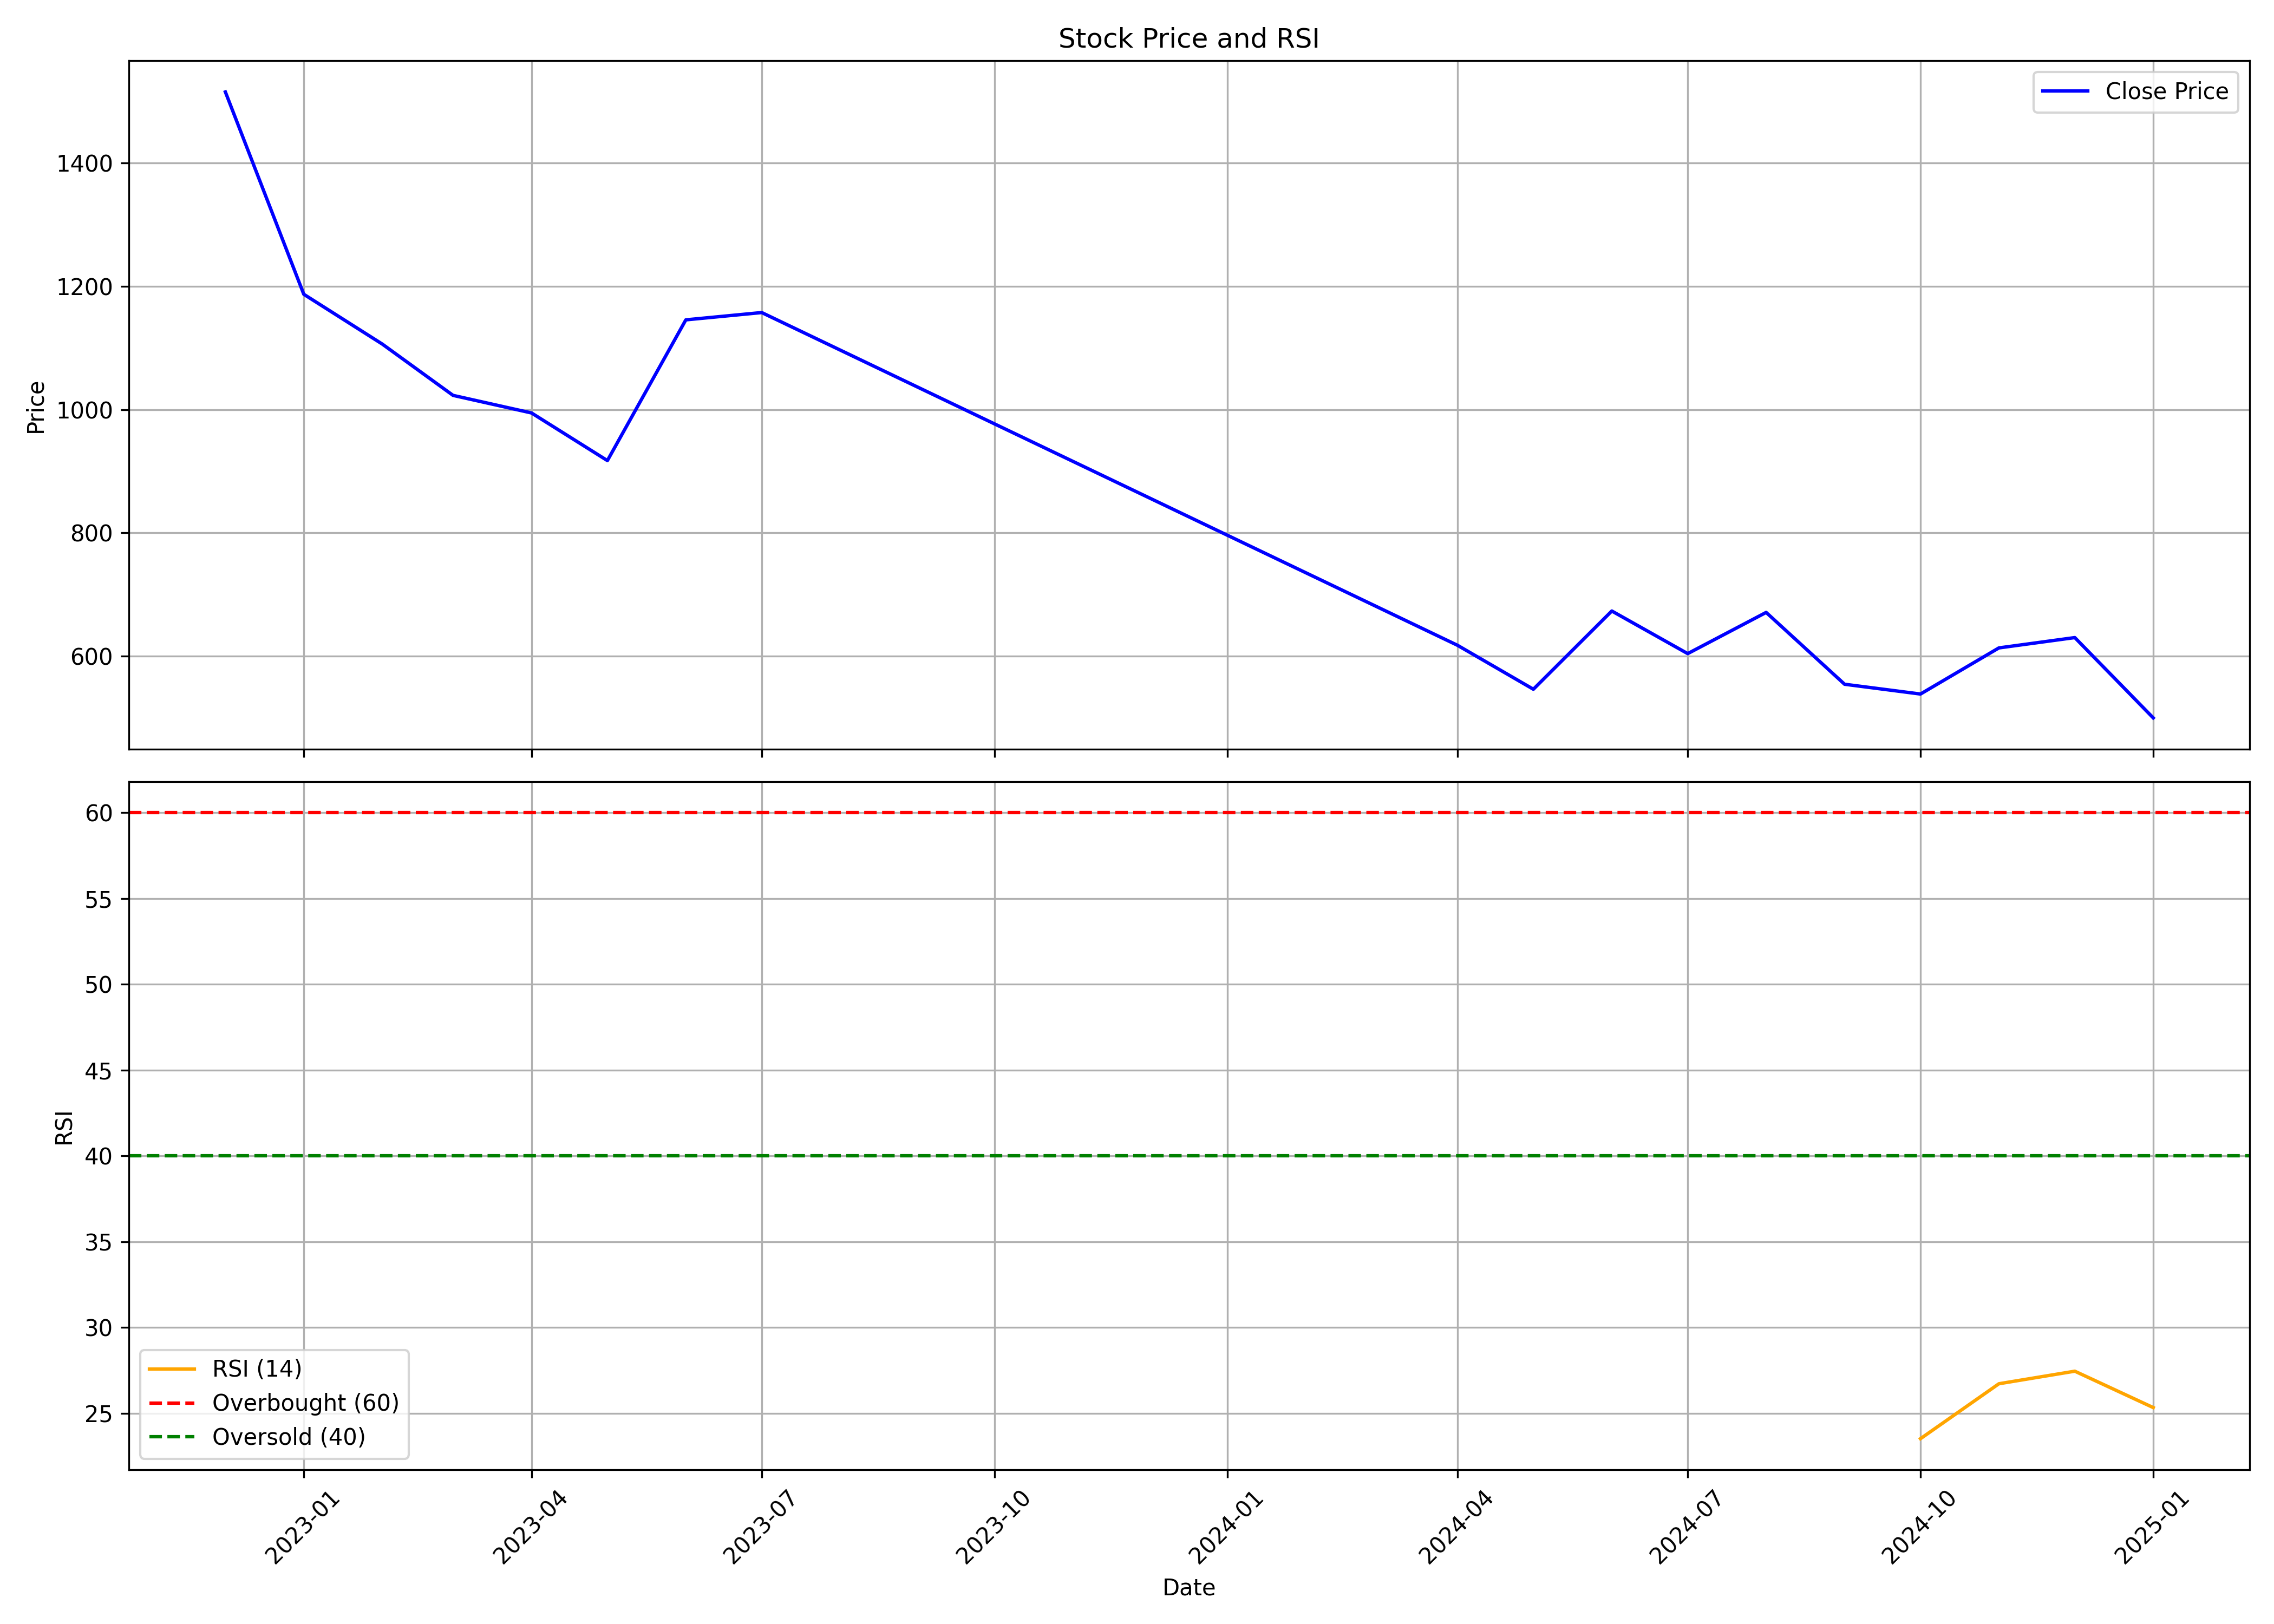 Stock Price and RSI
Close Price
Price
1400
1200
1000
800
600
RSI
60
55
50
45
40
35
30
25
RSI (14)
Overbought (60)
Oversold (40)
2023-01
2023-04
2023-07
2023-10
2024-01
2024-04
2024-07
2024-10
2025-01
Date